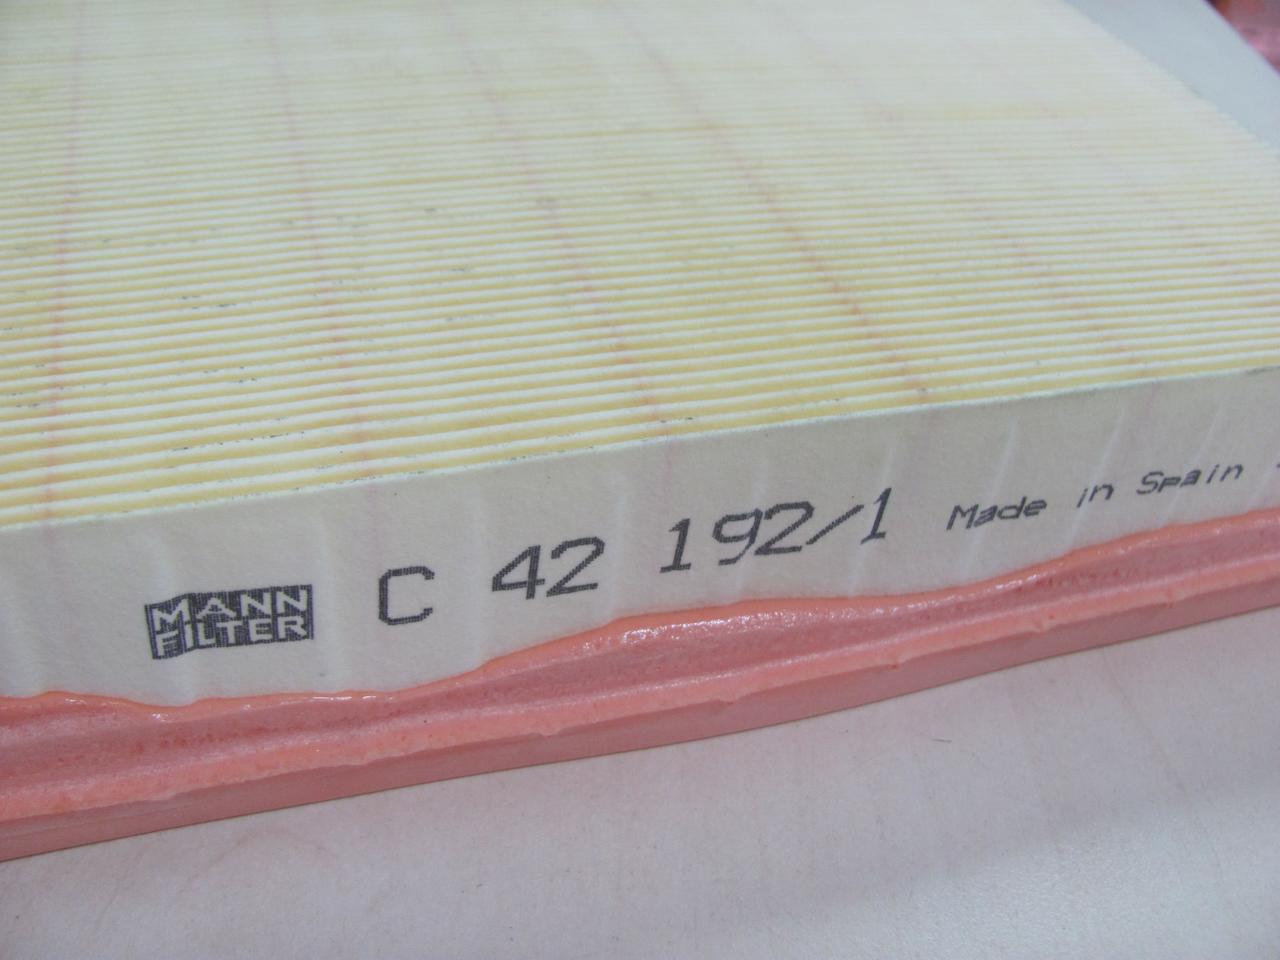 MANN
FILTER
C 42 192/1 Made in Spain